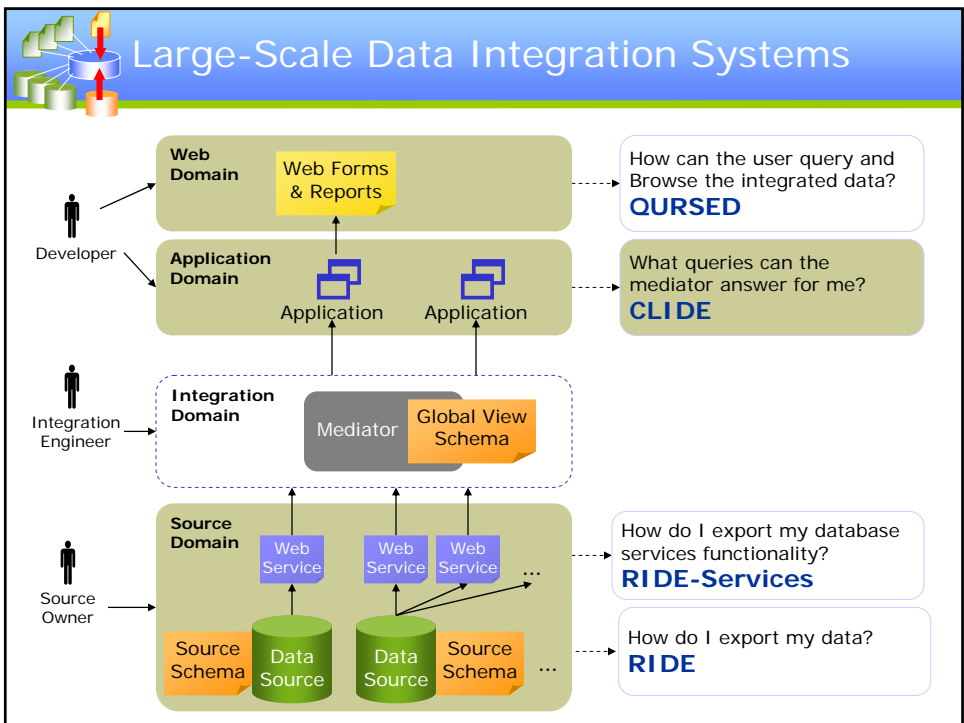 Large-Scale Data Integration Systems
Web
Domain
Web Forms
& Reports
How can the user query and
Browse the integrated data?
QURSED
Developer
Application
Domain
Application
Application
What queries can the
mediator answer for me?
CLIDE
Integration
Engineer
Integration
Domain
Mediator
Global View
Schema
Source
Owner
Source
Domain
Web
Service
Web
Service
Web
Service
...
How do I export my database
services functionality?
RIDE-Services
Source
Schema
Data
Source
Data
Source
Source
Schema
...
How do I export my data?
RIDE